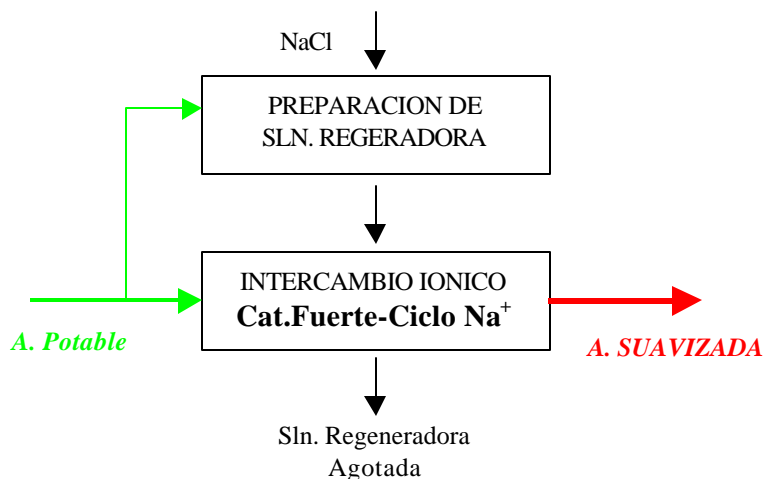 NaCl
PREPARACION DE
SLN. REGERADORA
INTERCAMBIO IONICO
Cat.Fuerte-Ciclo Na⁺
A. Potable
A. SUAVIZADA
Sln. Regeneradora
Agotada